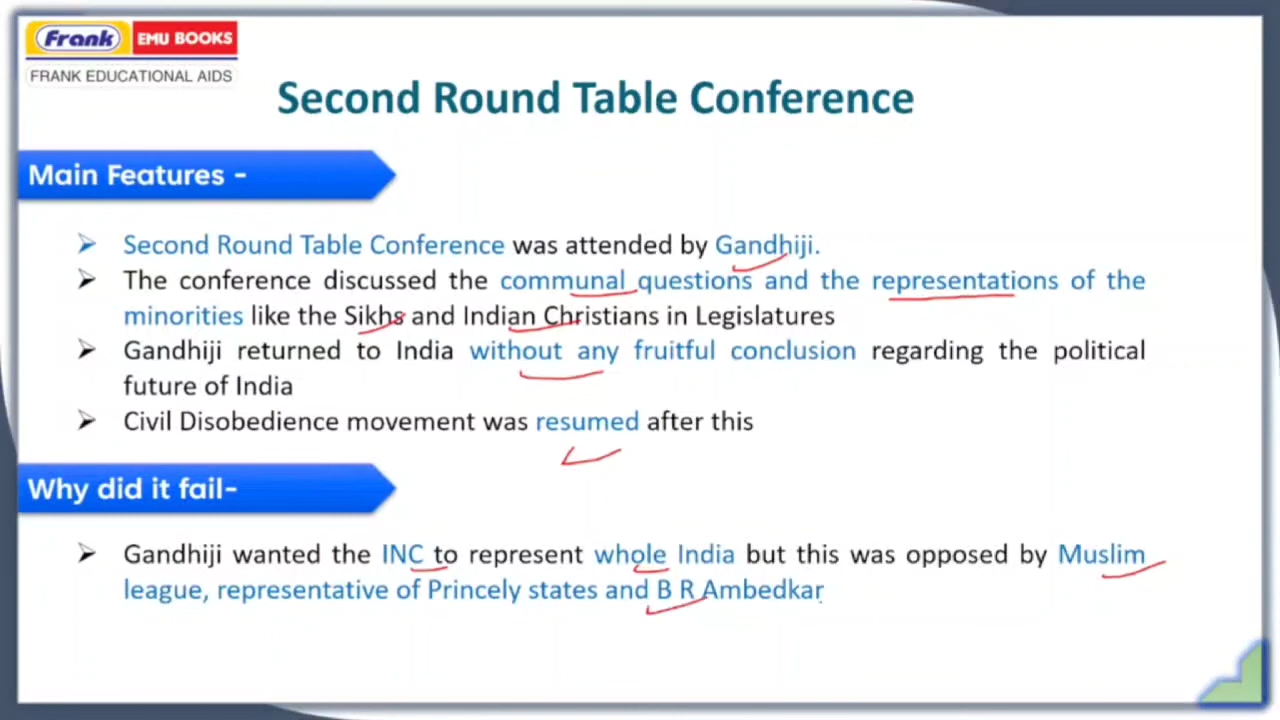 Frank EMU BOOKS
FRANK EDUCATIONAL AIDS
Second Round Table Conference
Main Features -
Second Round Table Conference was attended by Gandhiji.
The conference discussed the communal questions and the representations of the
minorities like the Sikhs and Indian Christians in Legislatures
Gandhiji returned to India without any fruitful conclusion regarding the political
future of India
Civil Disobedience movement was resumed after this
Why did it fail-
Gandhiji wanted the INC to represent whole India but this was opposed by Muslim
league, representative of Princely states and B R Ambedkar